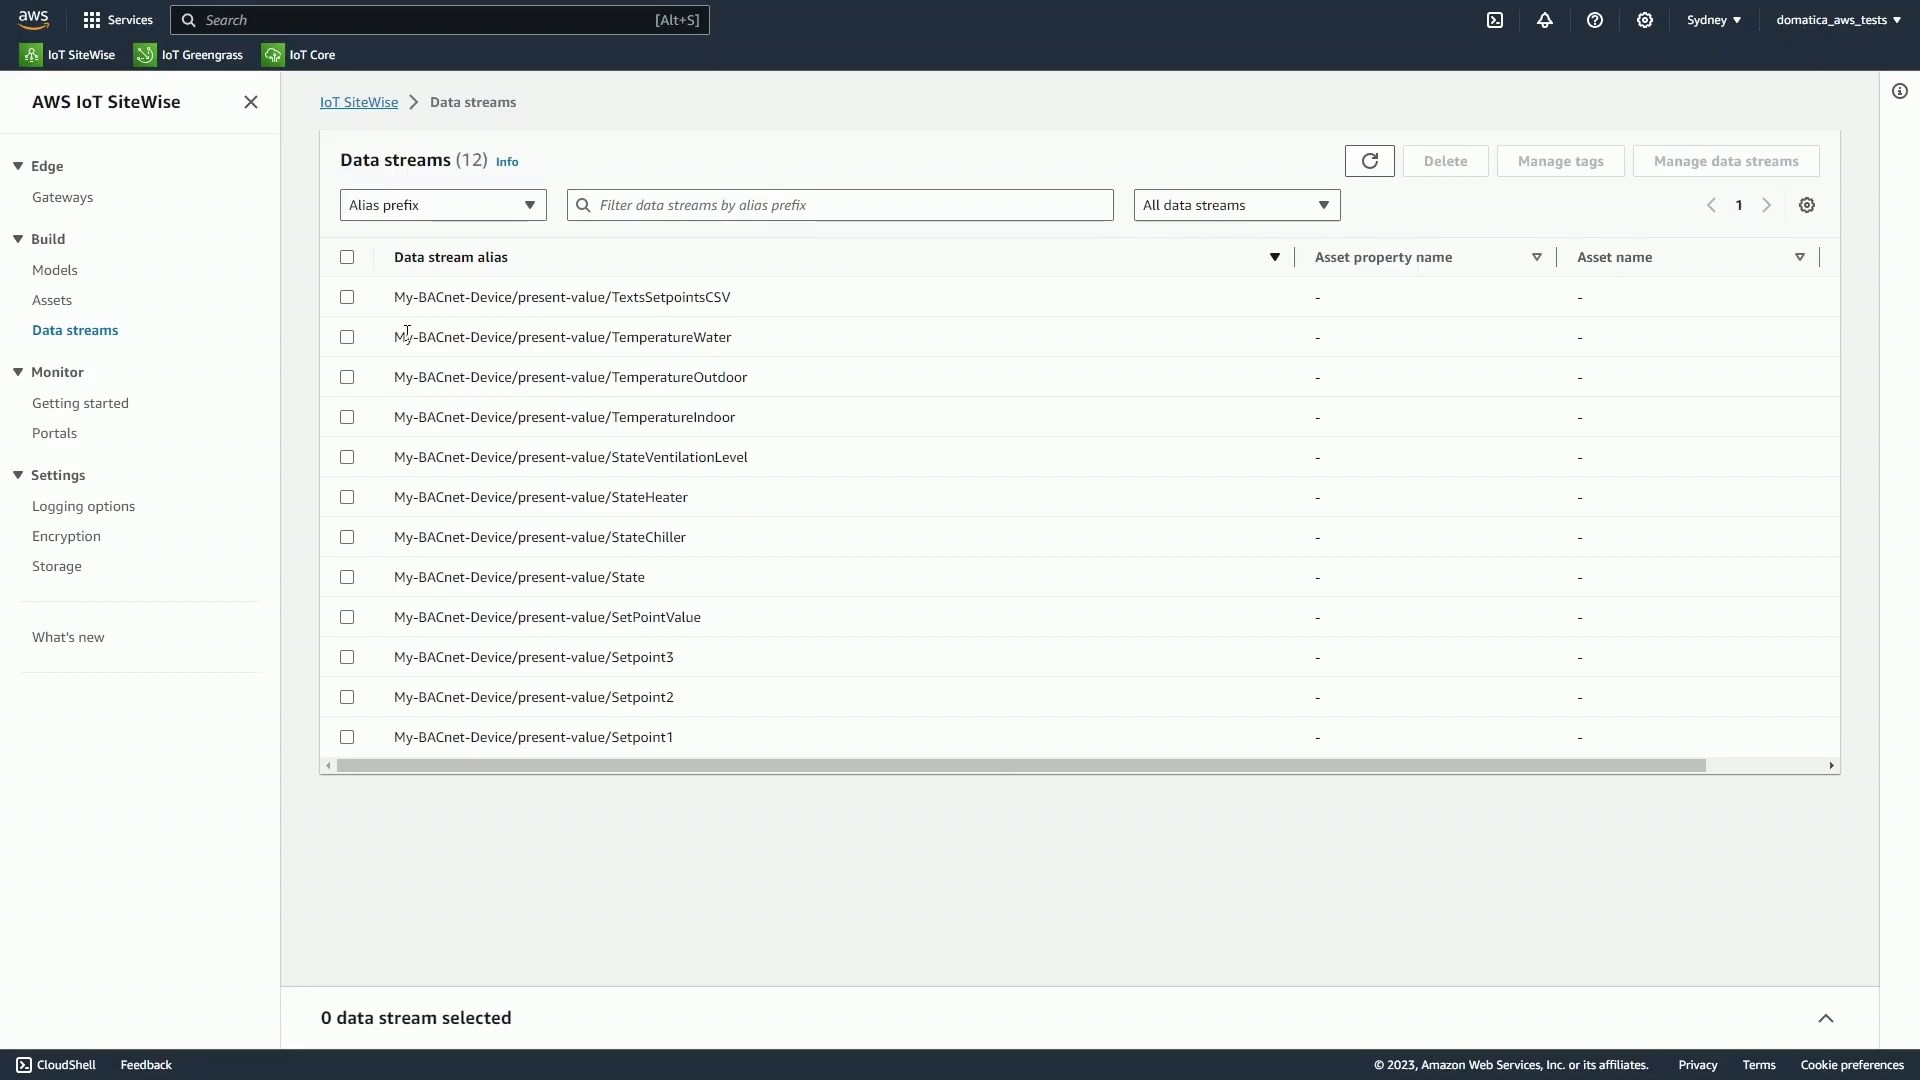 aws
Services
Search
[Alt+S]
Sydney
domatica_aws_tests
IoT SiteWise
IoT Greengrass
IoT Core
AWS IoT SiteWise
Edge
Gateways
Build
Models
Assets
Data streams
Monitor
Getting started
Portals
Settings
Logging options
Encryption
Storage
What's new
IoT SiteWise
Data streams
Data streams (12) Info
Delete
Manage tags
Manage data streams
Alias prefix
Filter data streams by alias prefix
All data streams
1
Data stream alias
Asset property name
Asset name
My-BACnet-Device/present-value/TextsSetpointsCSV - -
My-BACnet-Device/present-value/TemperatureWater - -
My-BACnet-Device/present-value/TemperatureOutdoor - -
My-BACnet-Device/present-value/TemperatureIndoor - -
My-BACnet-Device/present-value/StateVentilationLevel - -
My-BACnet-Device/present-value/StateHeater - -
My-BACnet-Device/present-value/StateChiller - -
My-BACnet-Device/present-value/State - -
My-BACnet-Device/present-value/SetPointValue - -
My-BACnet-Device/present-value/Setpoint3 - -
My-BACnet-Device/present-value/Setpoint2 - -
My-BACnet-Device/present-value/Setpoint1 - -
0 data stream selected
CloudShell
Feedback
© 2023, Amazon Web Services, Inc. or its affiliates.
Privacy
Terms
Cookie preferences